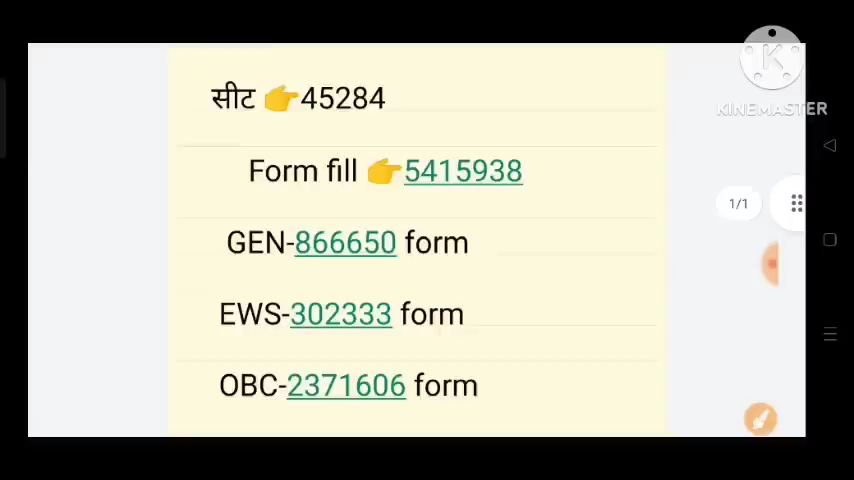 सीट 👉45284
Form fill 👉5415938
GEN-866650 form
EWS-302333 form
OBC-2371606 form
KINEMASTER
1/1